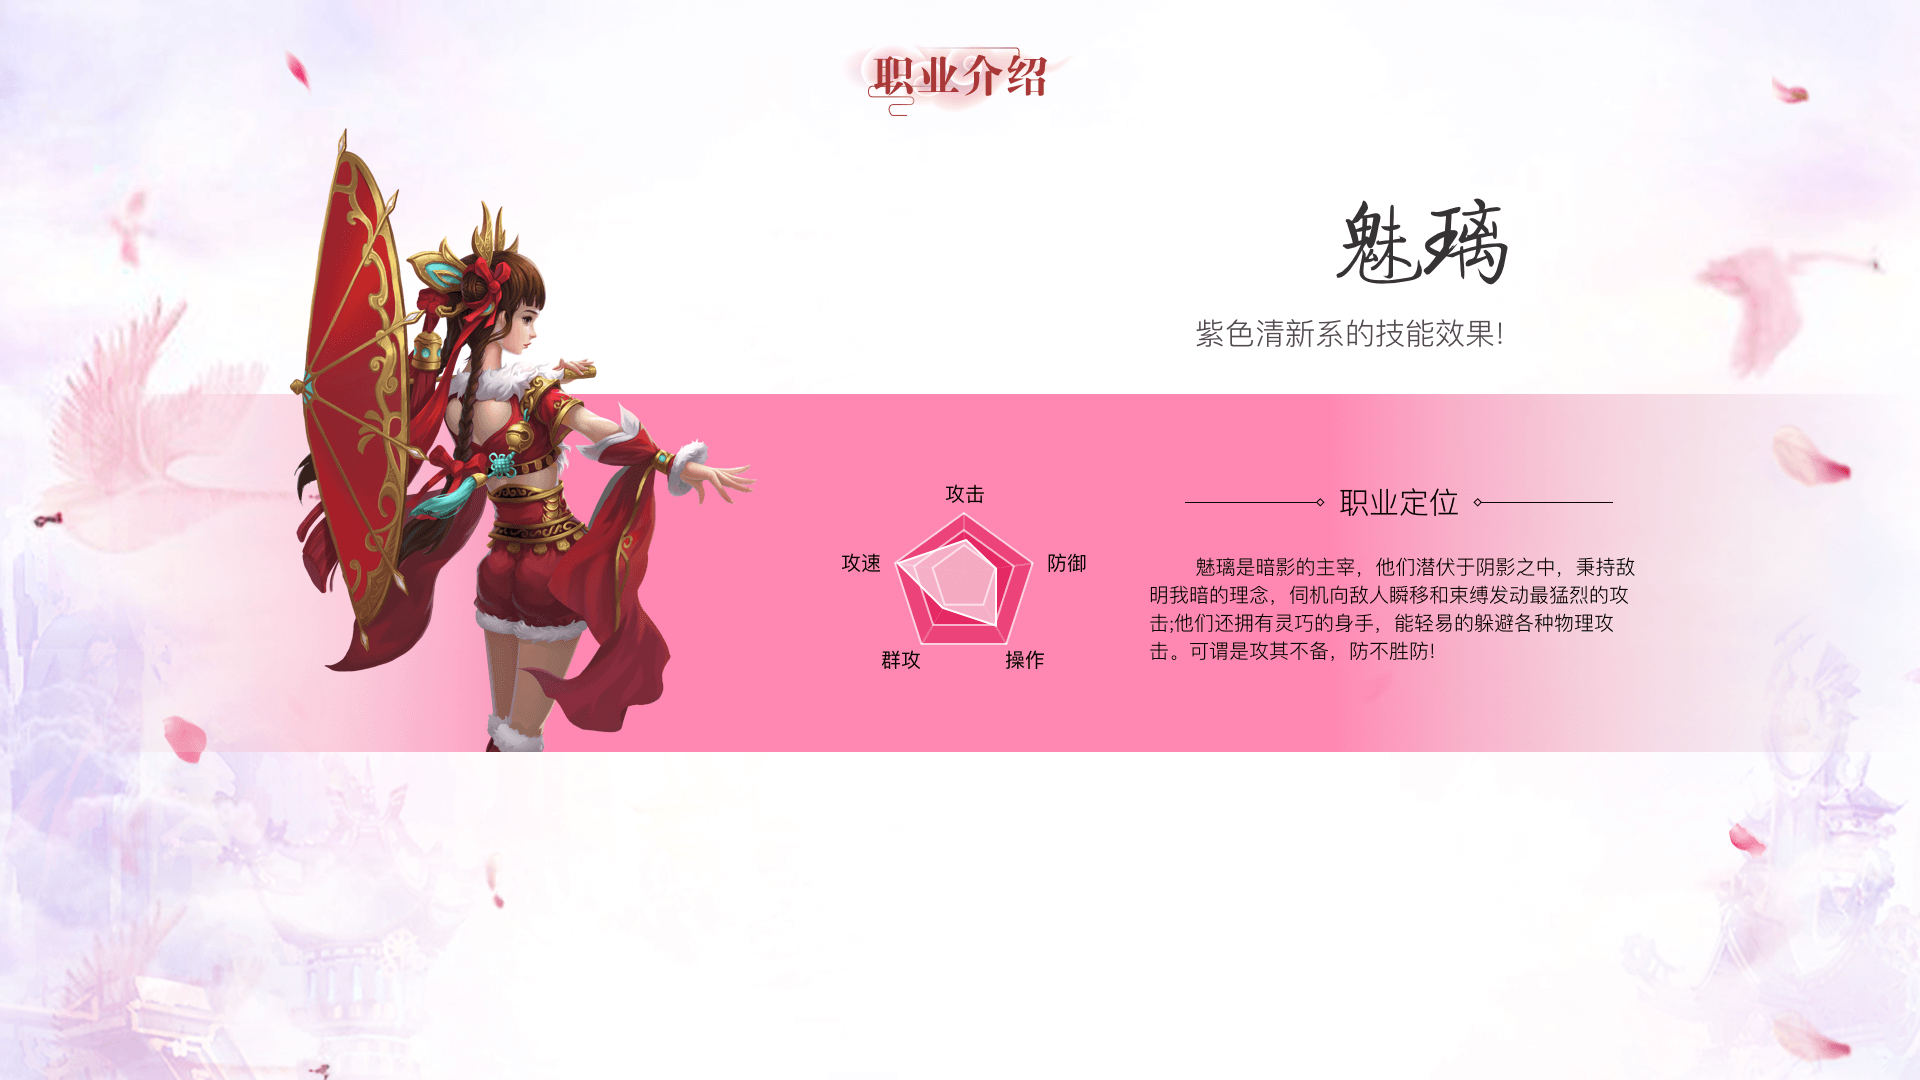 职业介绍
魅璃
紫色清新系的技能效果!
攻击
攻速
防御
群攻
操作
职业定位
魅璃是暗影的主宰，他们潜伏于阴影之中，秉持敌
明我暗的理念，伺机向敌人瞬移和束缚发动最猛烈的攻
击;他们还拥有灵巧的身手，能轻易的躲避各种物理攻
击。可谓是攻其不备，防不胜防!